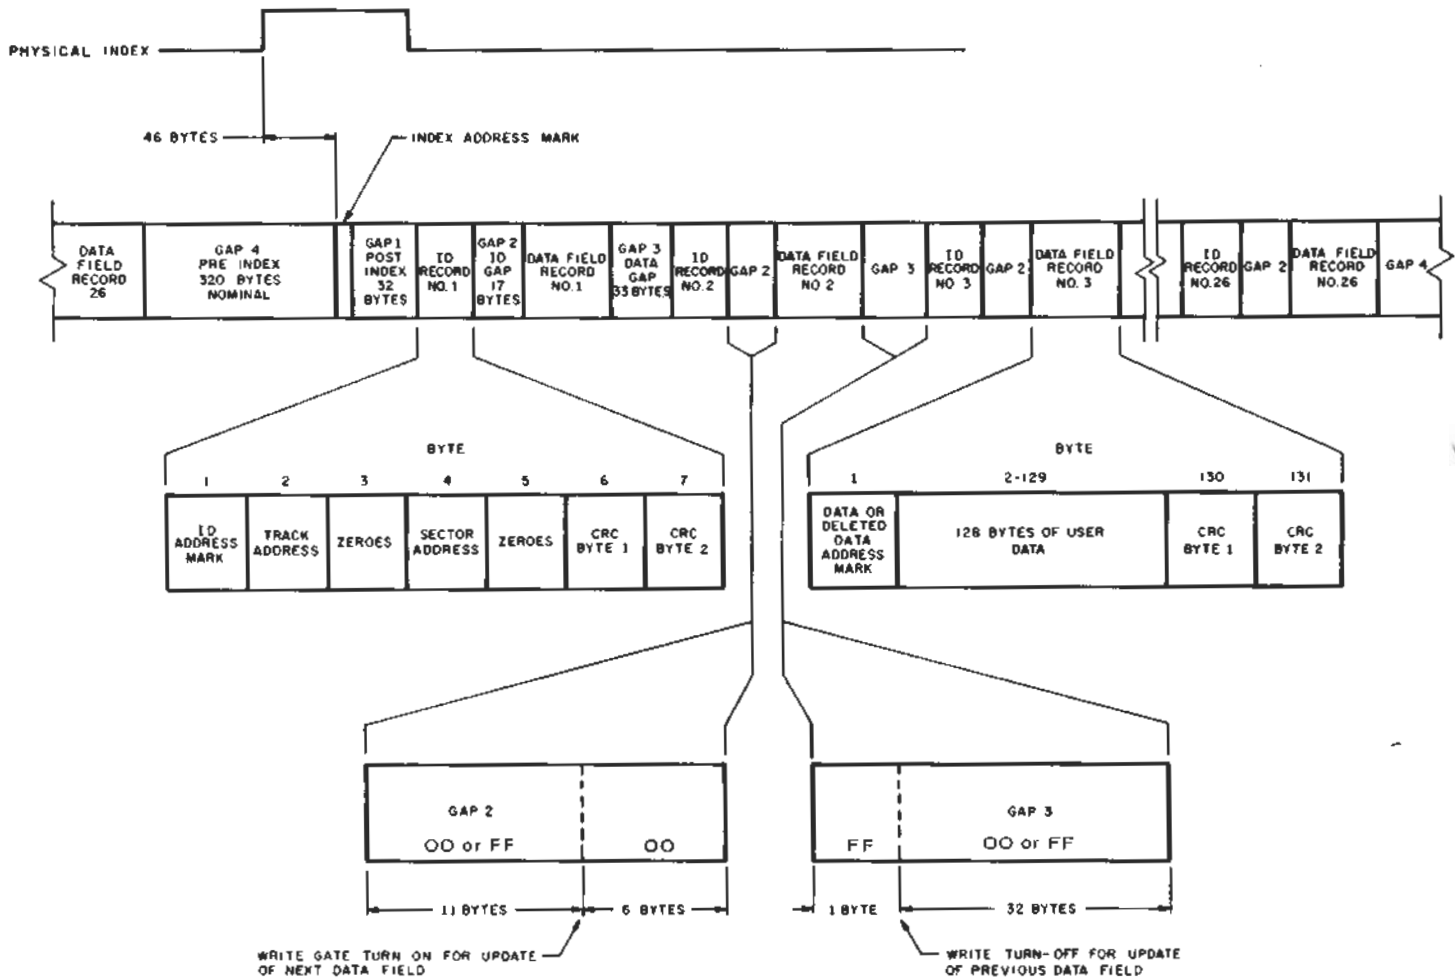 PHYSICAL INDEX
46 BYTES
INDEX ADDRESS MARK
DATA
FIELD
RECORD
26
GAP 4
PRE INDEX
320 BYTES
NOMINAL
GAP 1
POST
INDEX
32
BYTES
ID
RECORD
NO.1
GAP 2
ID
GAP
17
BYTES
DATA FIELD
RECORD
NO.1
GAP 3
DATA
GAP
33 BYTES
ID
RECORD
NO.2
GAP 2
DATA FIELD
RECORD
NO 2
GAP 3
ID
RECORD
NO. 3
GAP 2
DATA FIELD
RECORD
NO. 3
ID
RECORD
NO.26
GAP 2
DATA FIELD
RECORD
NO.26
GAP 4
BYTE
1 2 3 4 5 6 7
ID
ADDRESS
MARK
TRACK
ADDRESS
ZEROES
SECTOR
ADDRESS
ZEROES
CRC
BYTE 1
CRC
BYTE 2
BYTE
1 2-129 130 131
DATA OR
DELETED
DATA
ADDRESS
MARK
128 BYTES OF USER
DATA
CRC
BYTE 1
CRC
BYTE 2
GAP 2
00 or FF
00
11 BYTES
6 BYTES
WRITE GATE TURN ON FOR UPDATE
OF NEXT DATA FIELD
FF
GAP 3
00 or FF
1 BYTE
32 BYTES
WRITE TURN-OFF FOR UPDATE
OF PREVIOUS DATA FIELD